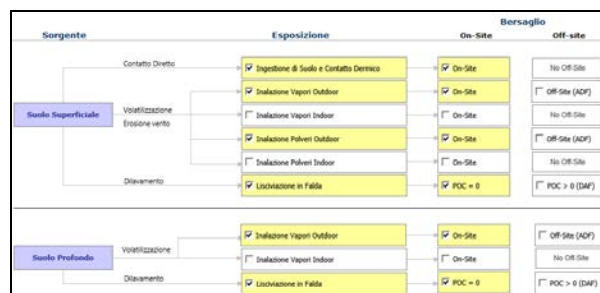 Bersaglio
Sorgente Esposizione On-Site Off-site
Contatto Diretto Ingestione di Suolo e Contatto Dermico On-Site No Off-Site
Inalazione Vapori Outdoor On-Site Off-Site (ADF)
Suolo Superficiale Volatilizzazione Inalazione Vapori Indoor On-Site No Off-Site
Erosione vento
Inalazione Polveri Outdoor On-Site Off-Site (ADF)
Inalazione Polveri Indoor On-Site No Off-Site
Dilavamento Lisciviazione in Falda POC = 0 POC > 0 (DAF)
Inalazione Vapori Outdoor On-Site Off-Site (ADF)
Suolo Profondo Volatilizzazione Inalazione Vapori Indoor On-Site No Off-Site
Dilavamento Lisciviazione in Falda POC = 0 POC > 0 (DAF)